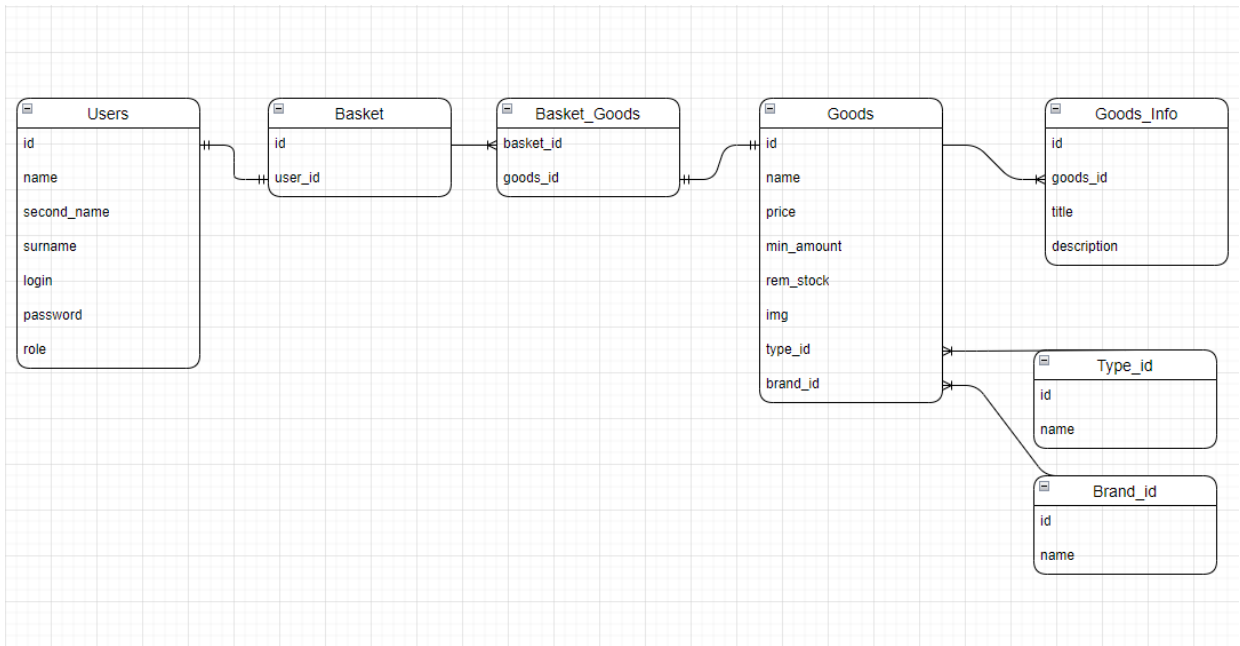 Users
id
name
second_name
surname
login
password
role
Basket
id
user_id
Basket_Goods
basket_id
goods_id
Goods
id
name
price
min_amount
rem_stock
img
type_id
brand_id
Goods_Info
id
goods_id
title
description
Type_id
id
name
Brand_id
id
name